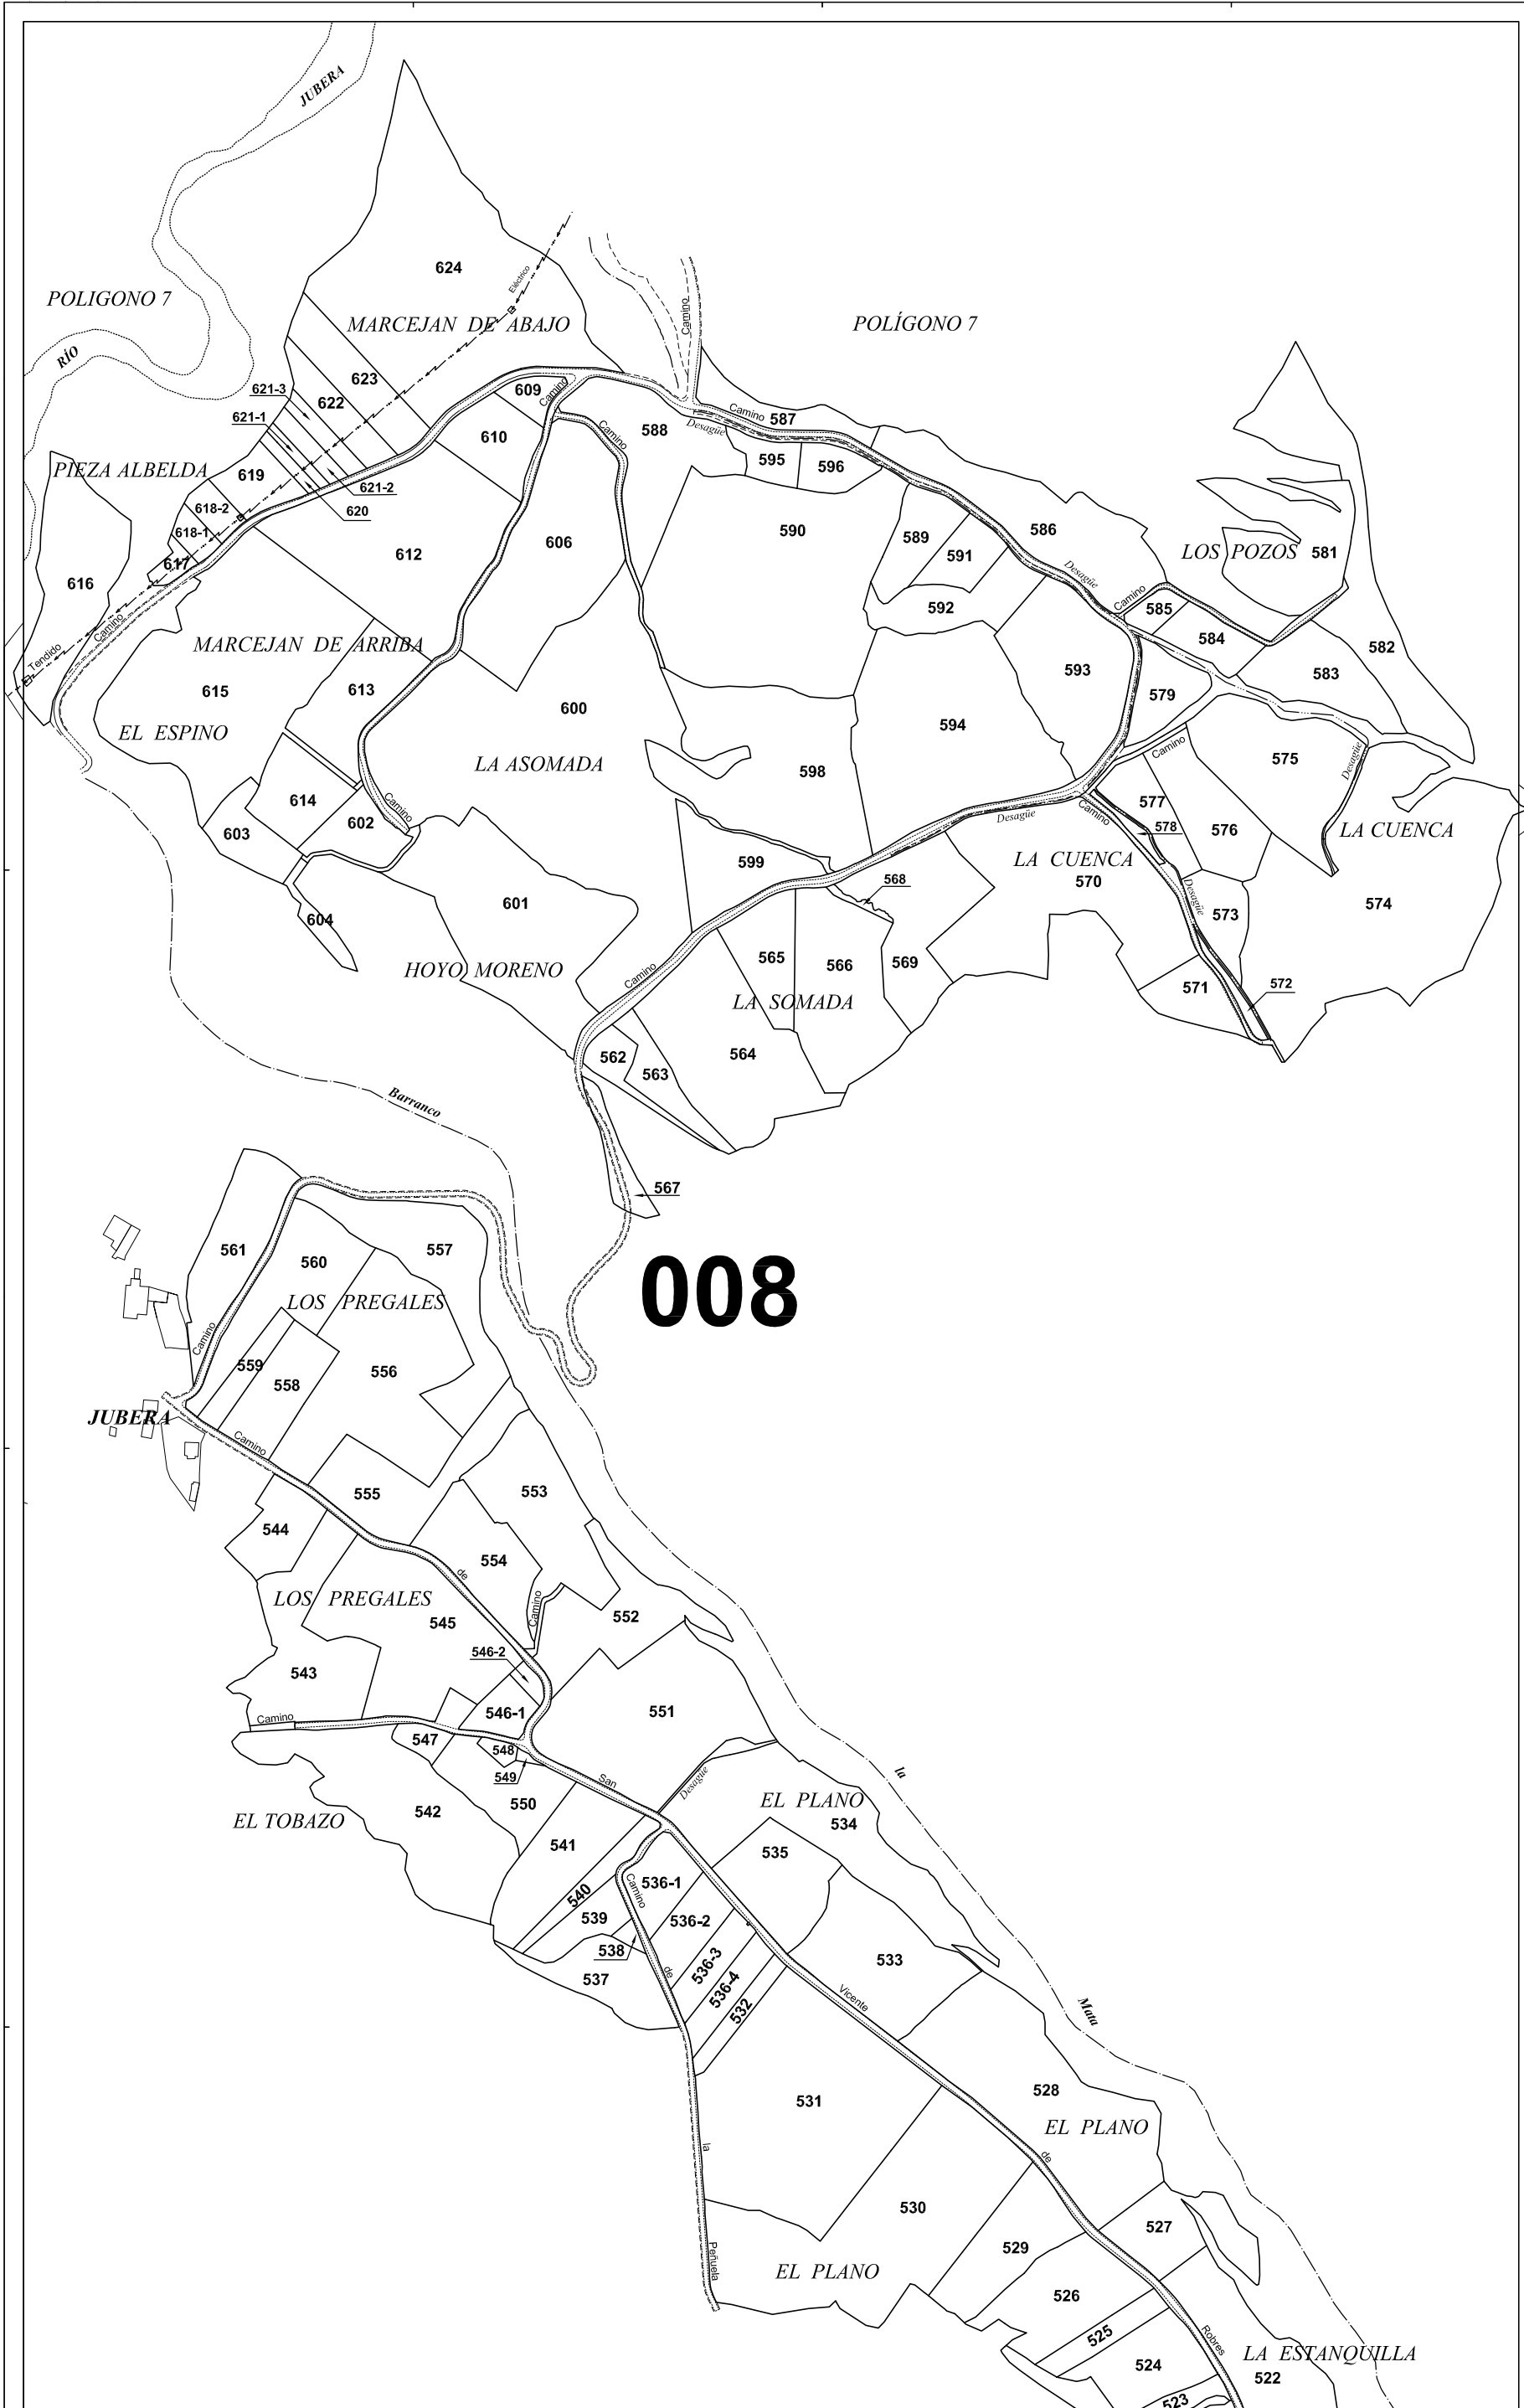 JUBERA
624
Eléctrico
POLIGONO 7
MARCEJAN DE ABAJO
Camino
POLÍGONO 7
RÍO
623
621-3
622
609
Camino
621-1
Camino
587
588
Desagüe
610
Camino
595
596
PIEZA ALBELDA
619
621-2
620
618-2
618-1
617
616
612
606
590
589
591
586
LOS POZOS
581
Desagüe
592
Camino
585
584
582
583
Camino
Tendido
MARCEJAN DE ARRIBA
615
613
593
579
EL ESPINO
600
594
LA ASOMADA
598
Camino
575
Desagüe
614
603
602
Camino
577
578
576
Desagüe
Camino
LA CUENCA
LA CUENCA
570
599
568
574
573
Desagüe
601
604
565
566
569
HOYO MORENO
Camino
LA SOMADA
571
572
562
563
564
Barranco
567
561
560
557
008
LOS PREGALES
Camino
559
558
556
JUBERA
Camino
555
553
544
554
de
LOS PREGALES
545
Camino
552
546-2
543
551
546-1
Camino
547
548
549
San
Desagüe
la
550
EL PLANO
534
542
EL TOBAZO
541
535
536-1
540
Camino
539
536-2
538
536-3
537
de
536-4
532
533
Vicente
Mata
531
528
EL PLANO
la
de
530
527
529
Peñuela
EL PLANO
526
525
Robres
LA ESTANQUILLA
524
522
523